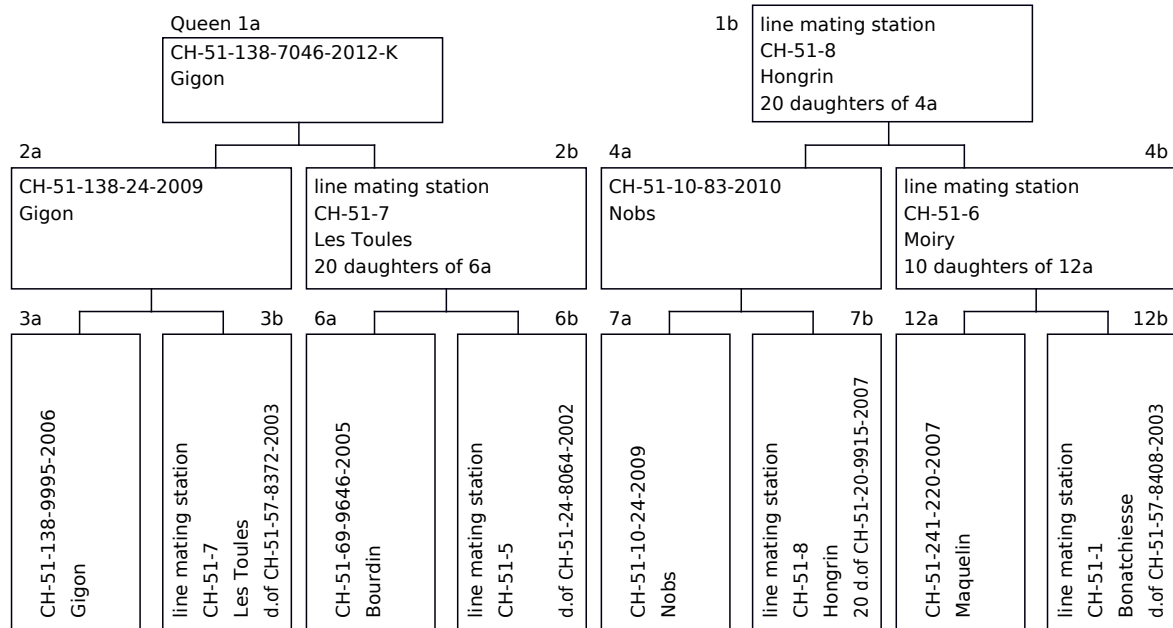 Queen 1a
CH-51-138-7046-2012-K
Gigon
1b
line mating station
CH-51-8
Hongrin
20 daughters of 4a
2a
CH-51-138-24-2009
Gigon
2b
line mating station
CH-51-7
Les Toules
20 daughters of 6a
4a
CH-51-10-83-2010
Nobs
4b
line mating station
CH-51-6
Moiry
10 daughters of 12a
3a
CH-51-138-9995-2006
Gigon
3b
line mating station
CH-51-7
Les Toules
d.of CH-51-57-8372-2003
6a
CH-51-69-9646-2005
Bourdin
6b
line mating station
CH-51-5
d.of CH-51-24-8064-2002
7a
CH-51-10-24-2009
Nobs
7b
line mating station
CH-51-8
Hongrin
20 d.of CH-51-20-9915-2007
12a
CH-51-241-220-2007
Maquelin
12b
line mating station
CH-51-1
Bonatchiesse
d.of CH-51-57-8408-2003